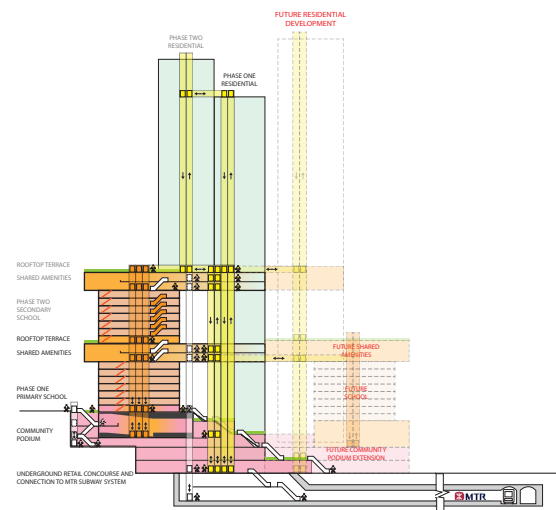 FUTURE RESIDENTIAL
DEVELOPMENT
PHASE TWO
RESIDENTIAL
PHASE ONE
RESIDENTIAL
ROOFTOP TERRACE
SHARED AMENITIES
PHASE TWO
SECONDARY
SCHOOL
ROOFTOP TERRACE
SHARED AMENITIES
FUTURE SHARED
AMENITIES
PHASE ONE
PRIMARY SCHOOL
FUTURE
SCHOOL
COMMUNITY
PODIUM
FUTURE COMMUNITY
PODIUM EXTENSION
UNDERGROUND RETAIL CONCOURSE AND
CONNECTION TO MTR SUBWAY SYSTEM
MTR